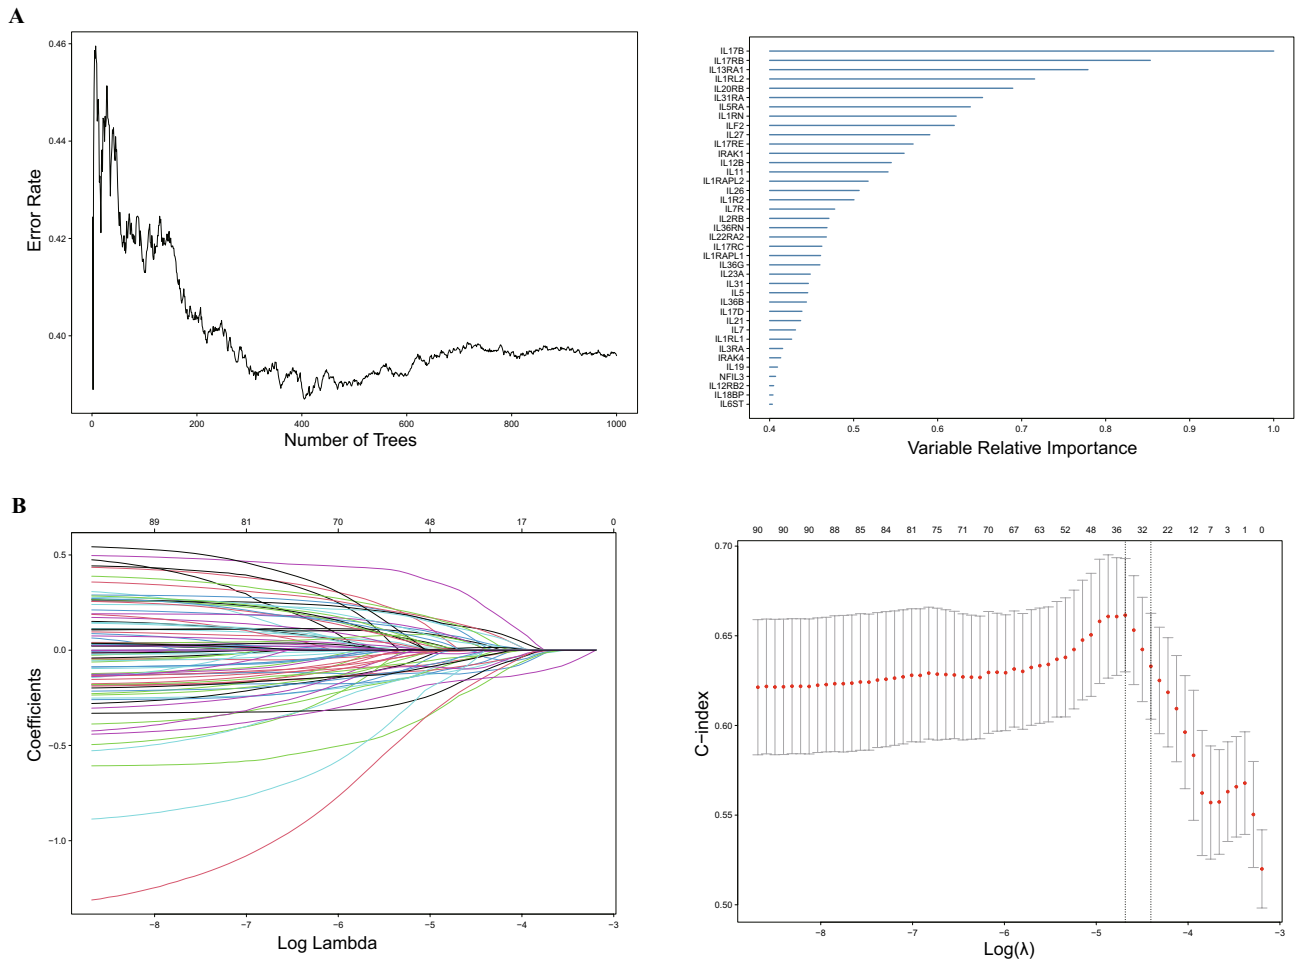 A
0.46
0.44
0.42
0.40
Error Rate
0 200 400 600 800 1000
Number of Trees
IL17B
IL17RB
IL13RA1
IL1RL2
IL20RB
IL31RA
IL5RA
IL1RN
ILF2
IL27
IL17RE
IRAK1
IL12B
IL11
IL1RAPL2
IL26
IL1R2
IL7R
IL2RB
IL36RN
IL22RA2
IL17RC
IL1RAPL1
IL36G
IL23A
IL31
IL5
IL36B
IL17D
IL21
IL7
IL1RL1
IL3RA
IRAK4
IL19
NFIL3
IL12RB2
IL18BP
IL6ST
0.4 0.5 0.6 0.7 0.8 0.9 1.0
Variable Relative Importance
B
89 81 70 48 17 0
0.5
0.0
−0.5
−1.0
Coefficients
−8 −7 −6 −5 −4 −3
Log Lambda
90 90 90 88 85 84 81 75 71 70 67 63 52 48 36 32 22 12 7 3 1 0
0.70
0.65
0.60
0.55
0.50
C−index
−8 −7 −6 −5 −4 −3
Log(λ)